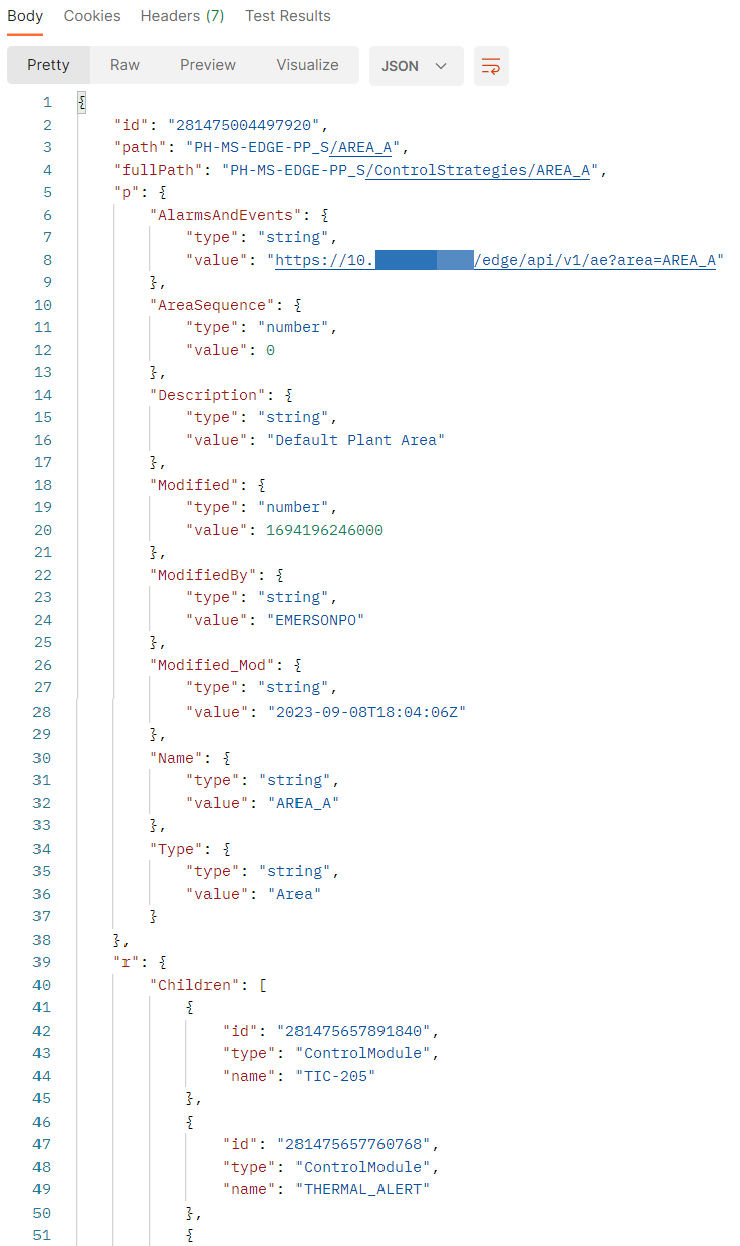 Body Cookies Headers (7) Test Results
Pretty Raw Preview Visualize JSON
1 {
2 "id": "281475004497920",
3 "path": "PH-MS-EDGE-PP_S/AREA_A",
4 "fullPath": "PH-MS-EDGE-PP_S/ControlStrategies/AREA_A",
5 "p": {
6 "AlarmsAndEvents": {
7 "type": "string",
8 "value": "https://10. /edge/api/v1/ae?area=AREA_A"
9 },
10 "AreaSequence": {
11 "type": "number",
12 "value": 0
13 },
14 "Description": {
15 "type": "string",
16 "value": "Default Plant Area"
17 },
18 "Modified": {
19 "type": "number",
20 "value": 1694196246000
21 },
22 "ModifiedBy": {
23 "type": "string",
24 "value": "EMERSONPO"
25 },
26 "Modified_Mod": {
27 "type": "string",
28 "value": "2023-09-08T18:04:06Z"
29 },
30 "Name": {
31 "type": "string",
32 "value": "AREA_A"
33 },
34 "Type": {
35 "type": "string",
36 "value": "Area"
37 }
38 },
39 "r": {
40 "Children": [
41 {
42 "id": "281475657891840",
43 "type": "ControlModule",
44 "name": "TIC-205"
45 },
46 {
47 "id": "281475657760768",
48 "type": "ControlModule",
49 "name": "THERMAL_ALERT"
50 },
51 {